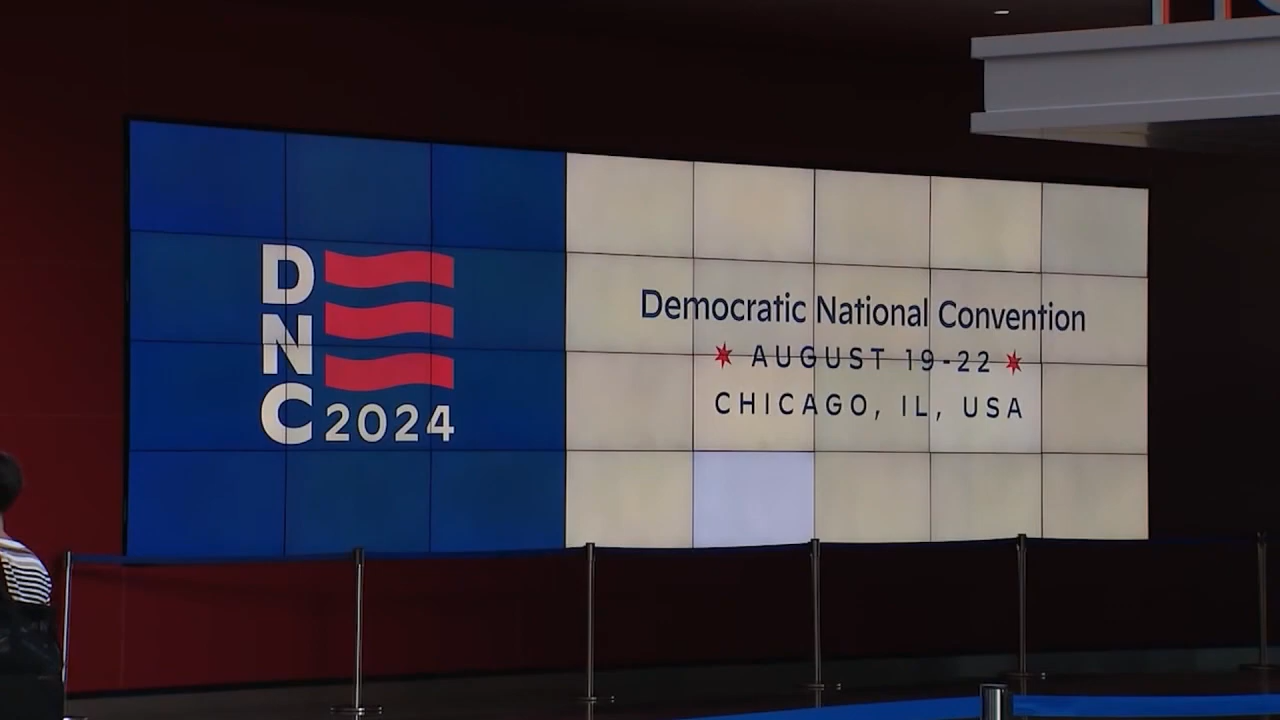 D
N
C 2024
Democratic National Convention
AUGUST 19-22
CHICAGO, IL, USA